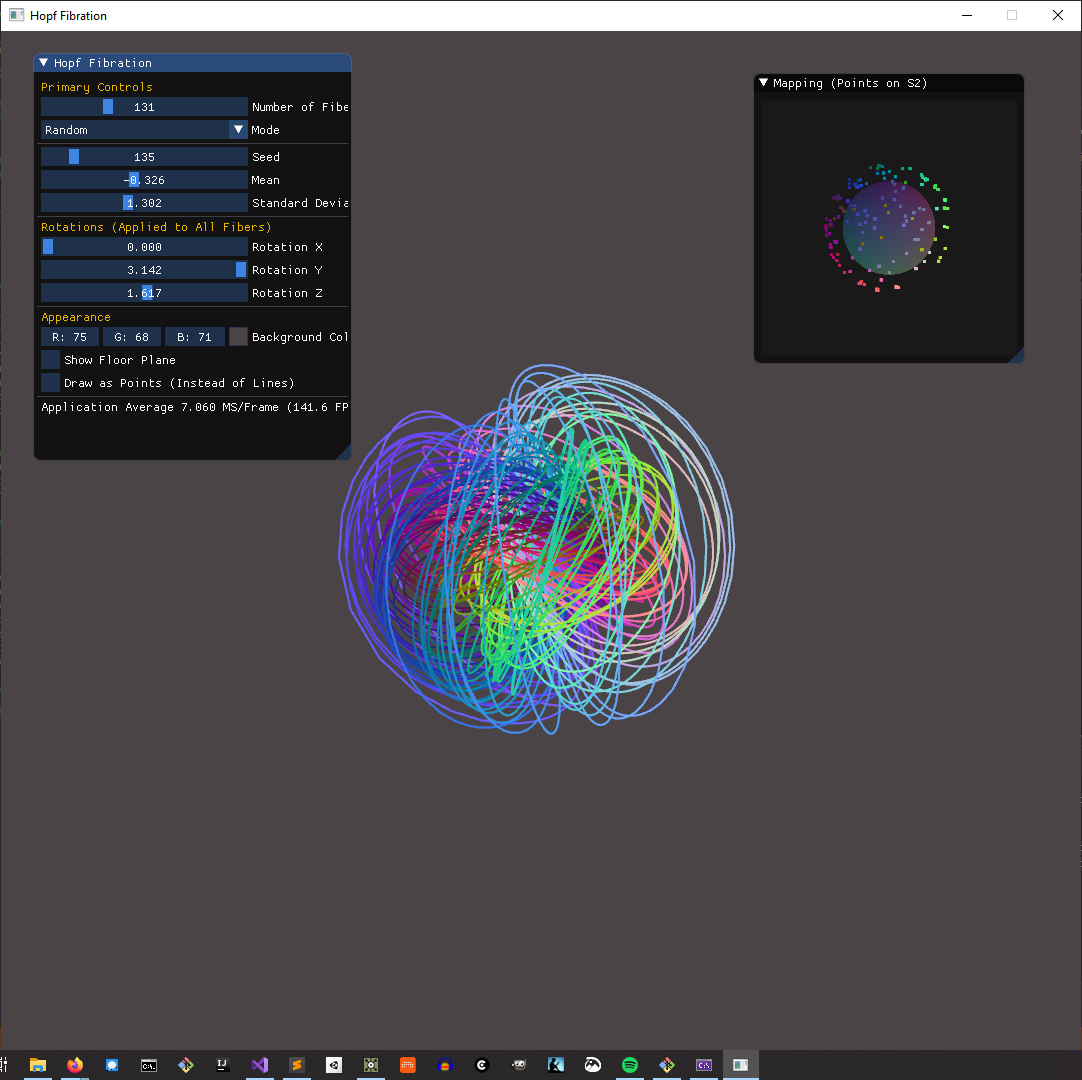 Hopf Fibration
Hopf Fibration
Primary Controls
131 Number of Fibe
Random Mode
135 Seed
-0.326 Mean
1.302 Standard Devia
Rotations (Applied to All Fibers)
0.000 Rotation X
3.142 Rotation Y
1.617 Rotation Z
Appearance
R: 75 G: 68 B: 71 Background Col
Show Floor Plane
Draw as Points (Instead of Lines)
Application Average 7.060 MS/Frame (141.6 FP
Mapping (Points on S2)